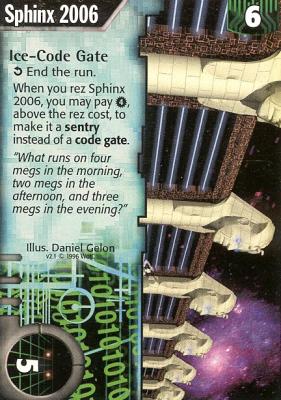 Sphinx 2006
6
Ice-Code Gate
End the run.
When you rez Sphinx
2006, you may pay 4,
above the rez cost, to
make it a sentry
instead of a code gate.
"What runs on four
megs in the morning,
two megs in the
afternoon, and three
megs in the evening?"
Illus. Daniel Gelon
v2.1 © 1996 WotC
5